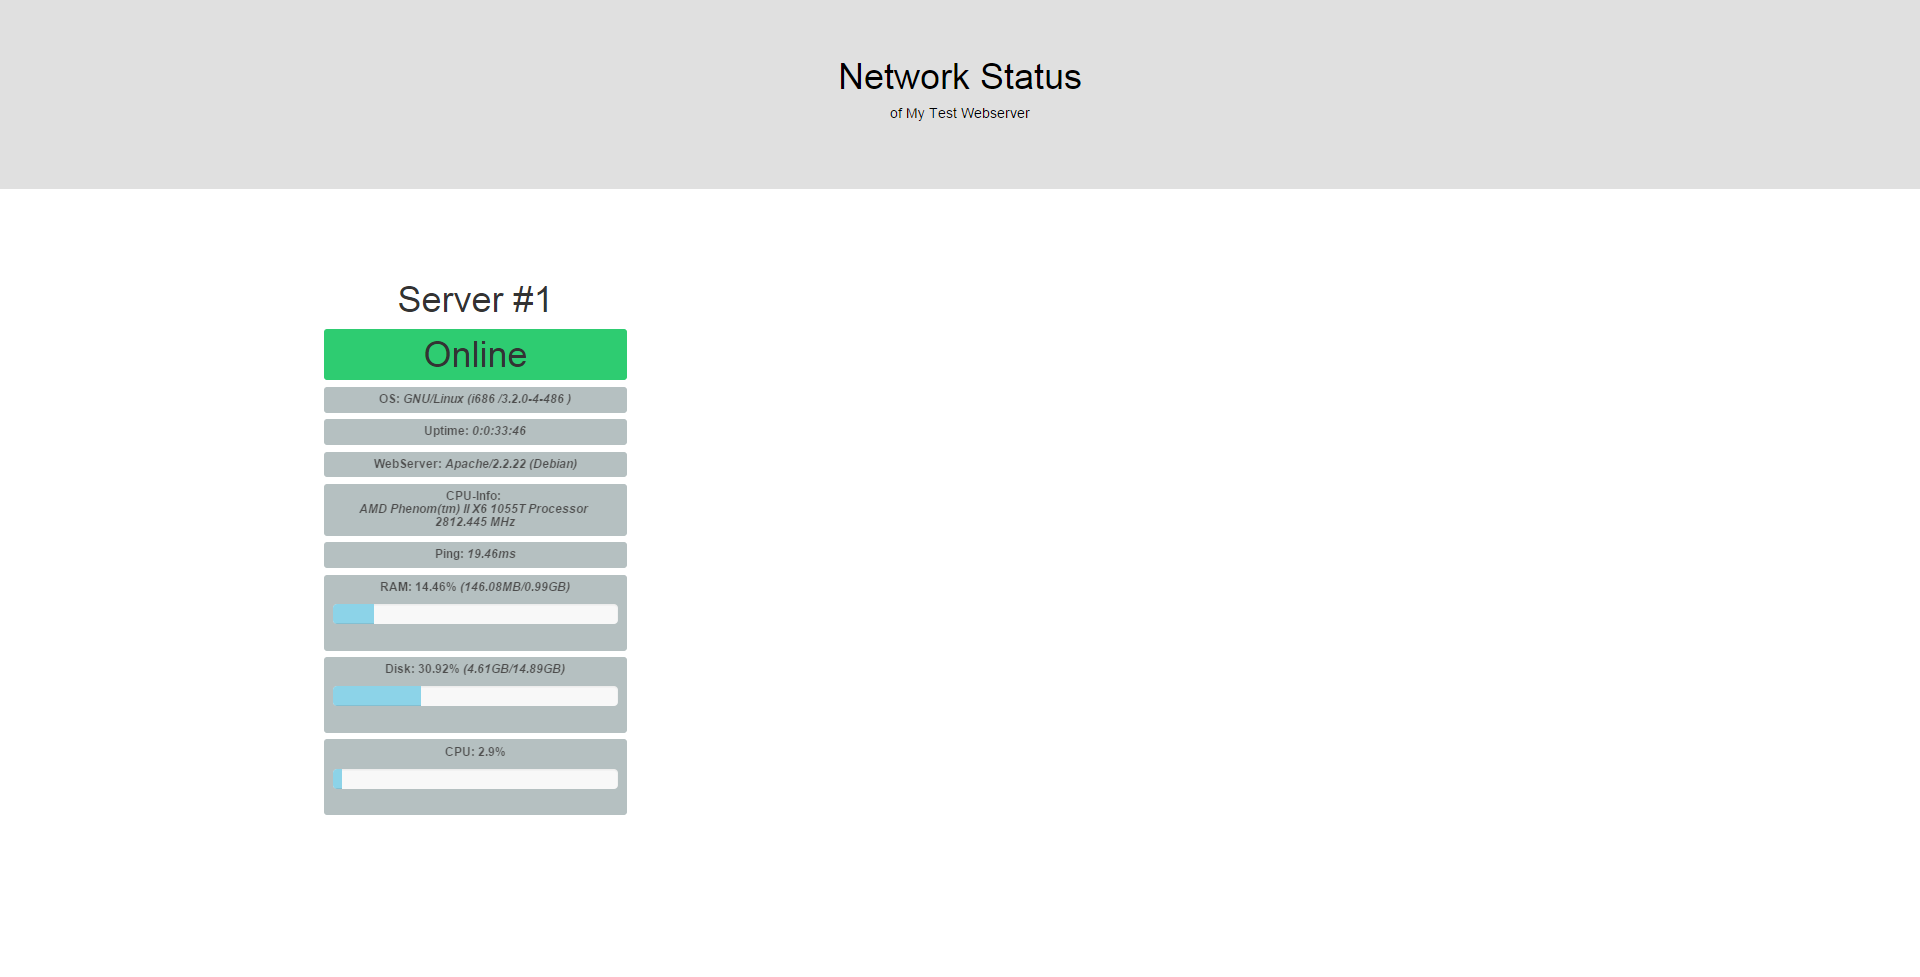 Network Status
of My Test Webserver
Server #1
Online
OS: GNU/Linux (i686 /3.2.0-4-486 )
Uptime: 0:0:33:46
WebServer: Apache/2.2.22 (Debian)
CPU-Info:
AMD Phenom(tm) II X6 1055T Processor
2812.445 MHz
Ping: 19.46ms
RAM: 14.46% (146.08MB/0.99GB)
Disk: 30.92% (4.61GB/14.89GB)
CPU: 2.9%